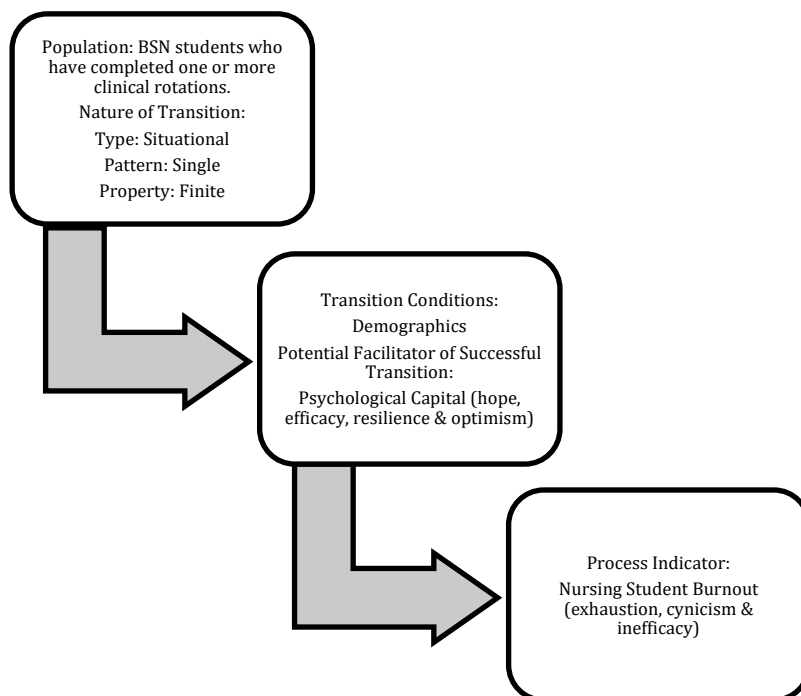 Population: BSN students who
have completed one or more
clinical rotations.
Nature of Transition:
Type: Situational
Pattern: Single
Property: Finite
Transition Conditions:
Demographics
Potential Facilitator of Successful
Transition:
Psychological Capital (hope,
efficacy, resilience & optimism)
Process Indicator:
Nursing Student Burnout
(exhaustion, cynicism &
inefficacy)